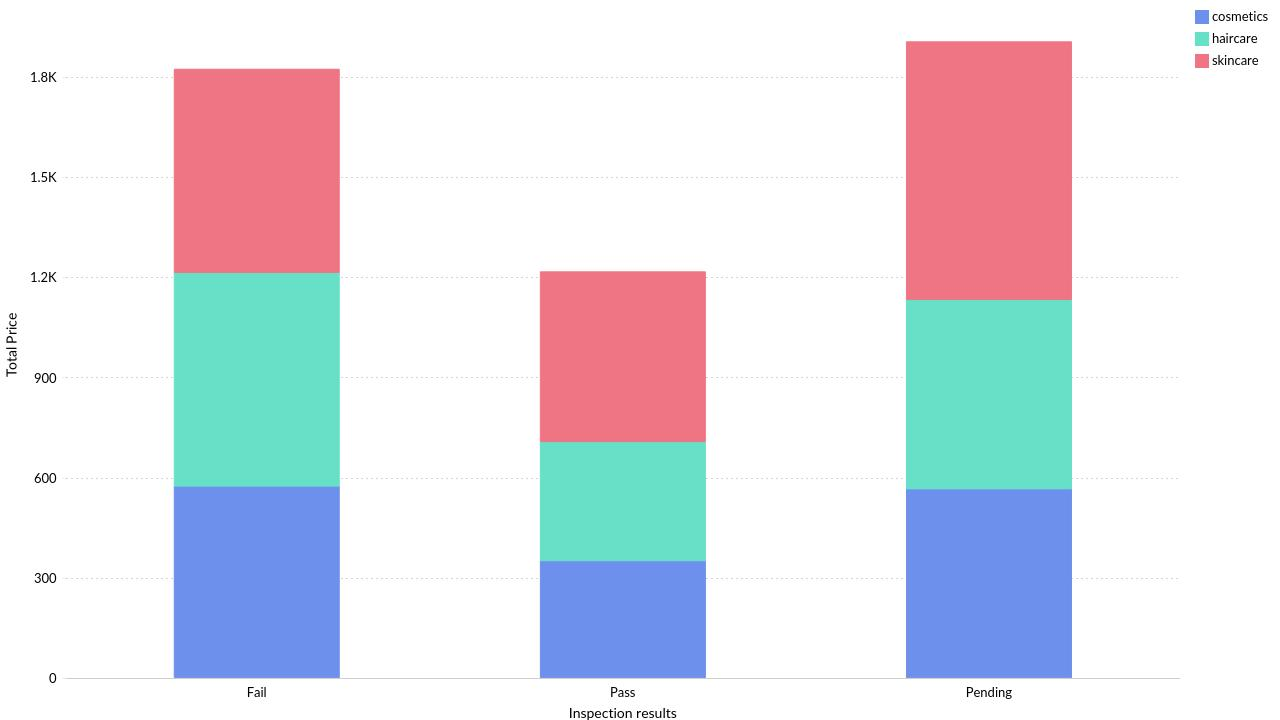 cosmetics
haircare
skincare
1.8K
1.5K
1.2K
900
600
300
0
Total Price
Fail
Pass
Pending
Inspection results